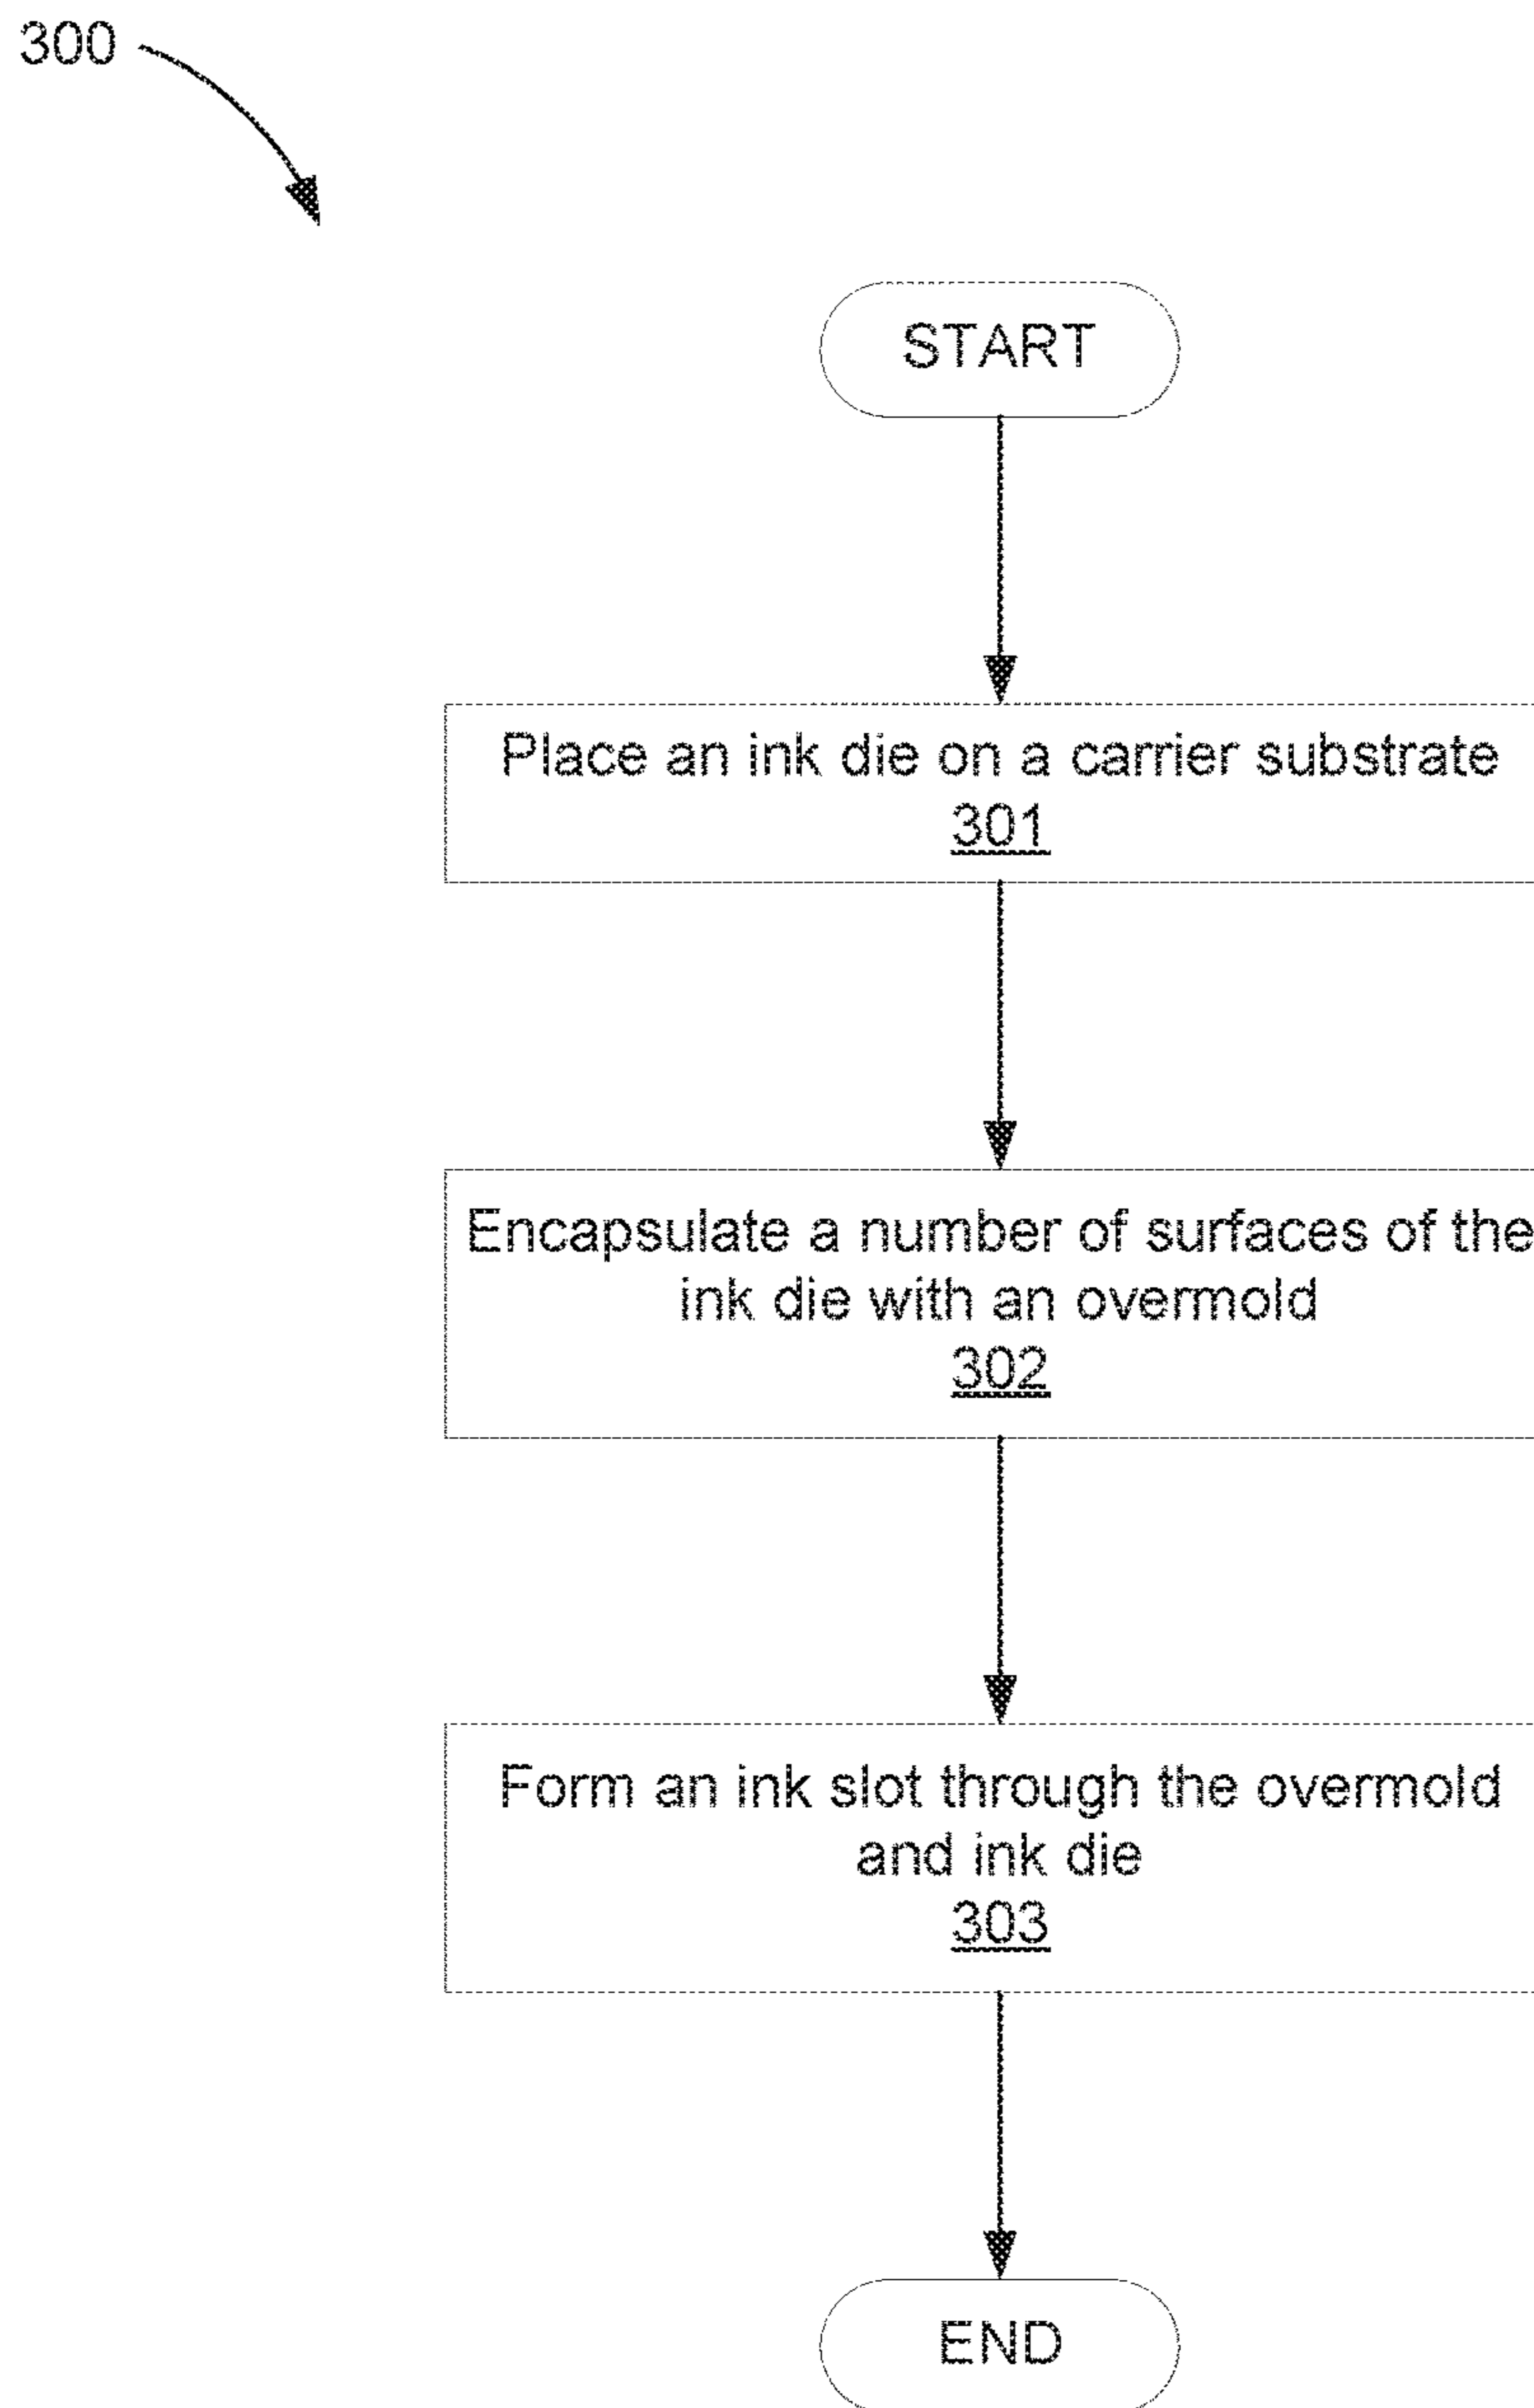 300
START
Place an ink die on a carrier substrate
301
Encapsulate a number of surfaces of the
ink die with an overmold
302
Form an ink slot through the overmold
and ink die
303
END